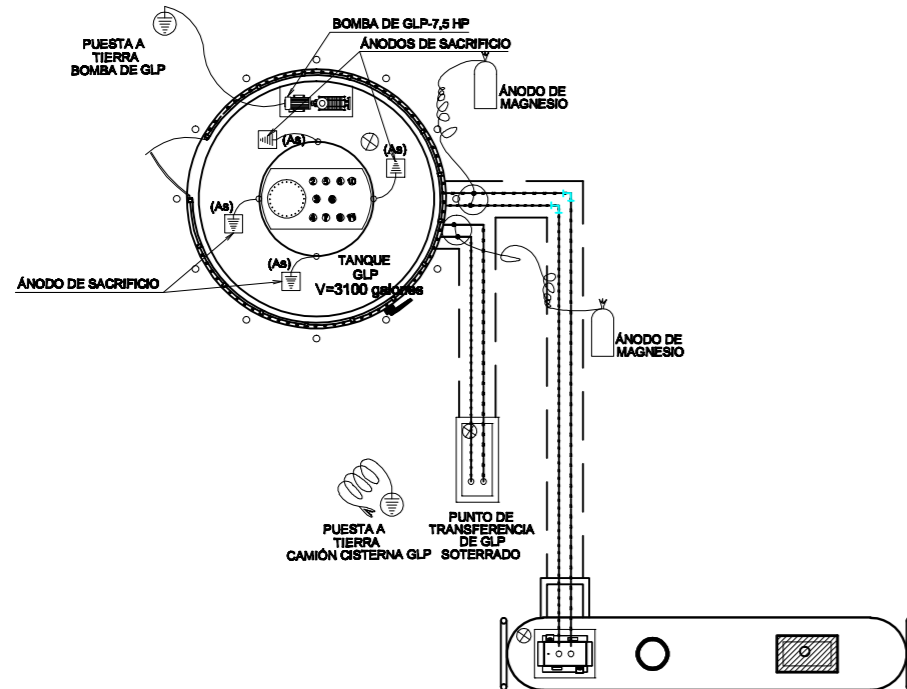 BOMBA DE GLP-7,5 HP
PUESTA A
TIERRA
BOMBA DE GLP
ÁNODOS DE SACRIFICIO
ÁNODO DE
MAGNESIO
(As)
(As)
(As)
(As)
TANQUE
GLP
V=3100 galones
ÁNODO DE SACRIFICIO
ÁNODO DE
MAGNESIO
PUESTA A
TIERRA
CAMIÓN CISTERNA GLP
PUNTO DE
TRANSFERENCIA
DE GLP
SOTERRADO